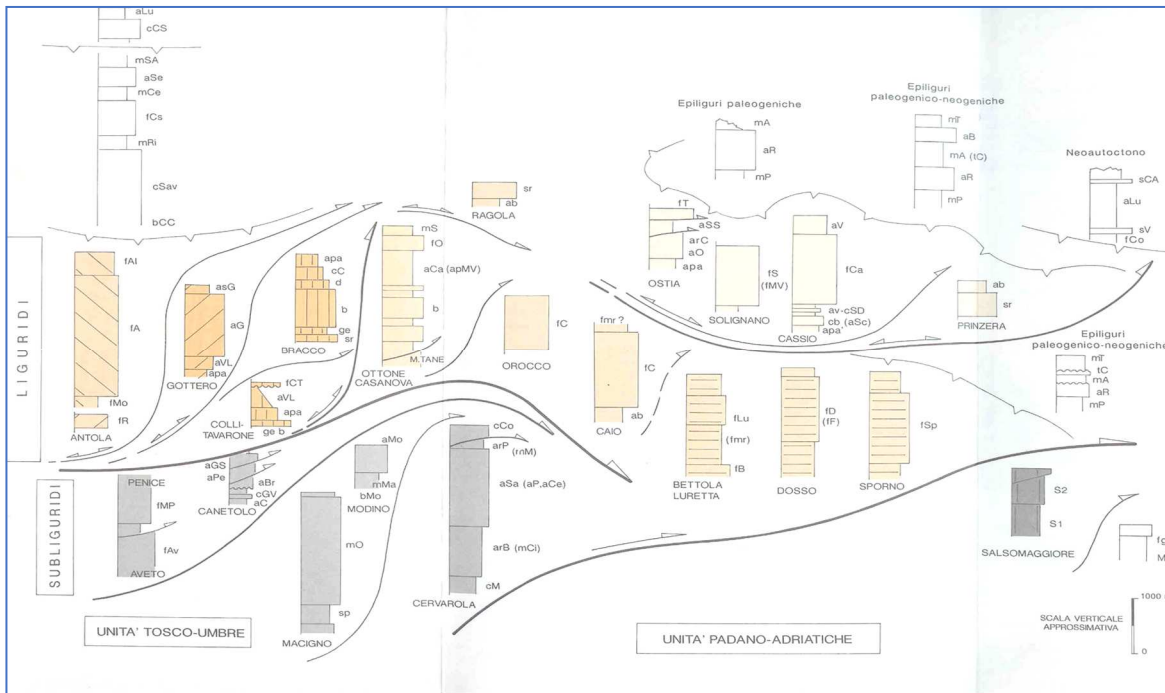 aLu
cCS
mSA
aSe
mCe
fCs
mRi
cSav
bCC
LIGURIDI
fAl
fA
fMo
fR
ANTOLA
asG
aG
aVL
apa
GOTTERO
apa
cC
d
b
ge
sr
BRACCO
fCT
aVL
apa
ge b
COLLI-
TAVARONE
mS
fO
aCa (apMV)
b
M.TANE
OTTONE
CASANOVA
sr
ab
RAGOLA
fC
OROCCO
fmr ?
fC
ab
CAIO
Epiliguri paleogeniche
mA
aR
mP
fT
aSS
arC
aO
apa
OSTIA
fS
(fMV)
SOLIGNANO
aV
fCa
av-cSD
cb (aSc)
apa'
CASSIO
Epiliguri
paleogenico-neogeniche
mT
aB
mA (tC)
aR
mP
Neoautoctono
sCA
aLu
sV
fCo
ab
sr
PRINZERA
Epiliguri
paleogenico-neogeniche
mT
tC
mA
aR
mP
fLu
(fmr)
fB
BETTOLA
LURETTA
fD
(fF)
DOSSO
fSp
SPORNO
SUBLIGURIDI
PENICE
fMP
fAv
AVETO
aGS
aPe
aBr
cGV
aC
CANETOLO
aMo
mMa
bMo
MODINO
mO
sp
MACIGNO
cCo
arP (mM)
aSa (aP,aCe)
arB (mCi)
cM
CERVAROLA
S2
S1
SALSOMAGGIORE
fg
M
UNITA' TOSCO-UMBRE
UNITA' PADANO-ADRIATICHE
SCALA VERTICALE
APPROSSIMATIVA
1000
0